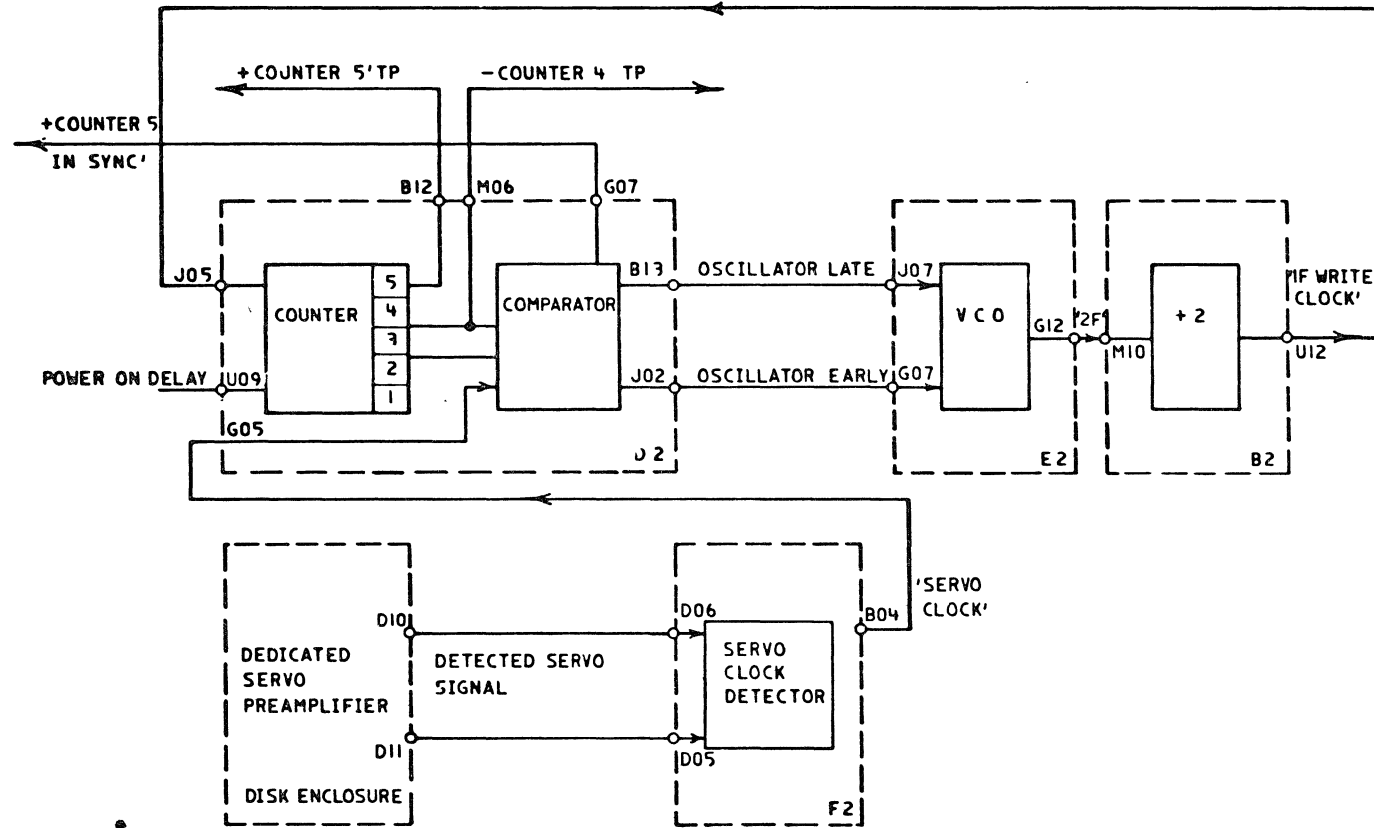 +COUNTER 5'TP
-COUNTER 4 TP
+COUNTER 5
IN SYNC'
B12
M06
G07
J05
COUNTER
5
4
3
2
1
COMPARATOR
B13
OSCILLATOR LATE
J07
VCO
G12
'2F'
M10
÷2
'1F WRITE
CLOCK'
U12
POWER ON DELAY
U09
J02
OSCILLATOR EARLY
G07
G05
D2
E2
B2
'SERVO
CLOCK'
B04
D10
D06
DEDICATED
SERVO
PREAMPLIFIER
DETECTED SERVO
SIGNAL
SERVO
CLOCK
DETECTOR
D11
D05
DISK ENCLOSURE
F2